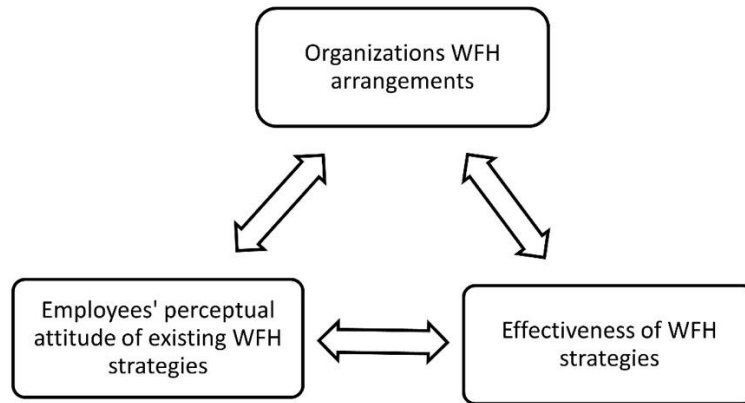 Organizations WFH
arrangements
Employees' perceptual
attitude of existing WFH
strategies
Effectiveness of WFH
strategies